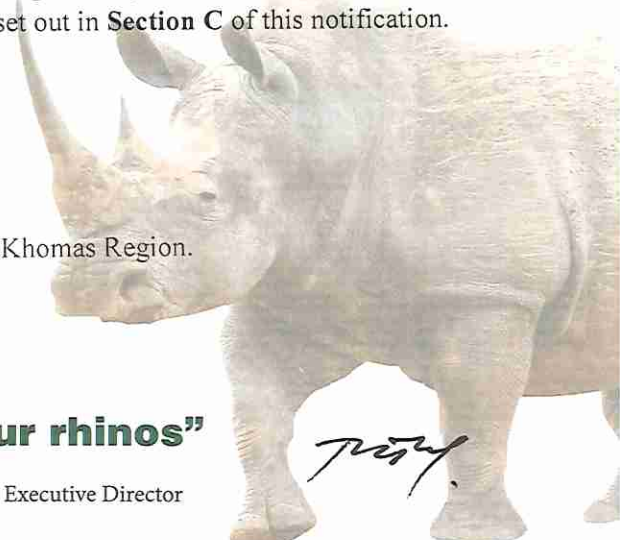 set out in Section C of this notification.
Khomas Region.
ur rhinos”
Executive Director